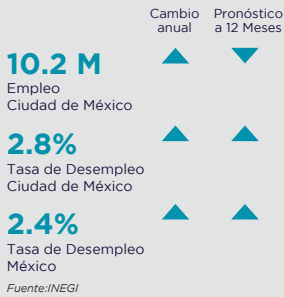 Cambio anual
Pronóstico a 12 Meses
10.2 M
Empleo
Ciudad de México
2.8%
Tasa de Desempleo
Ciudad de México
2.4%
Tasa de Desempleo
México
Fuente:INEGI